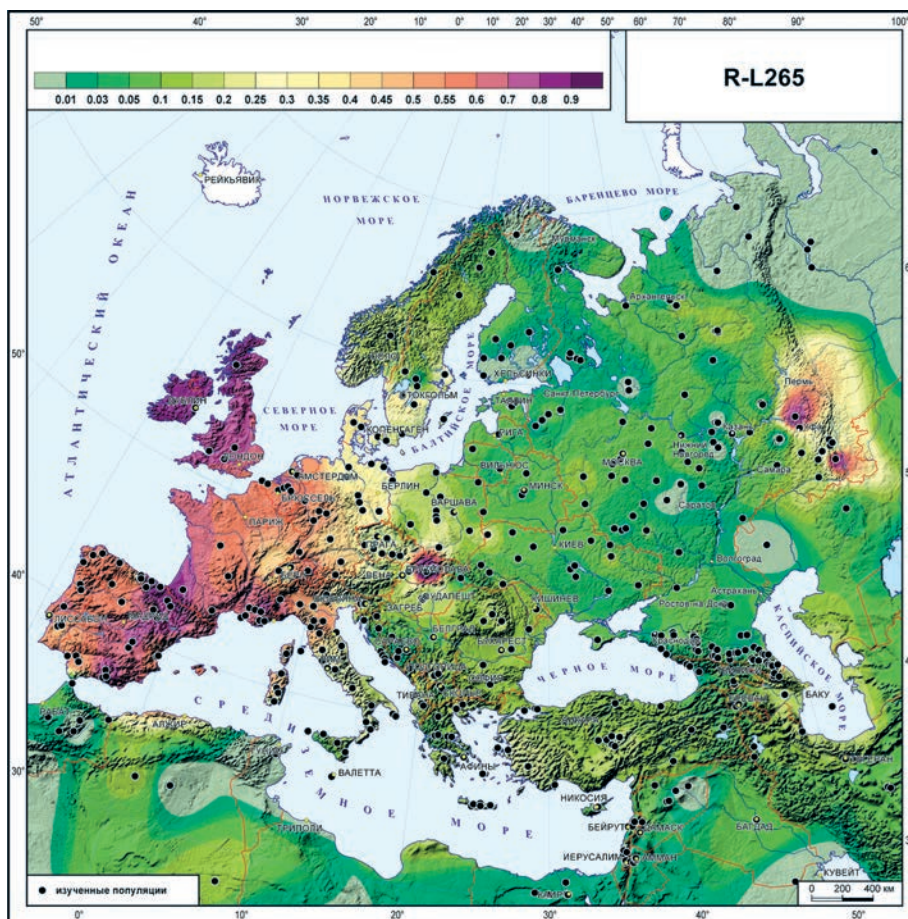 50° 40° 30° 20° 10° 0° 10° 20° 30° 40° 50° 60° 70° 80° 90° 100°
R-L265
0.01 0.03 0.05 0.1 0.15 0.2 0.25 0.3 0.35 0.4 0.45 0.5 0.55 0.6 0.7 0.8 0.9
РЕЙКЬЯВИК
НОРВЕЖСКОЕ
МОРЕ
БАРЕНЦЕВО МОРЕ
Мурманск
АТЛАНТИЧЕСКИЙ ОКЕАН
Архангельск
50°
ХЕЛЬСИНКИ
Санкт-Петербург
ТАЛЛИН
Пермь
СЕВЕРНОЕ
МОРЕ
КОПЕНГАГЕН
БАЛТИЙСКОЕ МОРЕ
РИГА
Казань
Нижний
Новгород
ЛОНДОН
АМСТЕРДАМ
БЕРЛИН
ВИЛЬНЮС
МИНСК
МОСКВА
Самара
БРЮССЕЛЬ
ВАРШАВА
Саратов
ПАРИЖ
ПРАГА
КИЕВ
Волгоград
40°
ВЕНА
БУДАПЕШТ
КИШИНЕВ
Астрахань
Ростов-на-Дону
ЗАГРЕБ
ЛИССАБОН
БЕЛГРАД
БУХАРЕСТ
КАСПИЙСКОЕ МОРЕ
ЧЕРНОЕ МОРЕ
СОФИЯ
БАКУ
АЛЖИР
СРЕДИЗЕМНОЕ МОРЕ
АФИНЫ
ТЕГЕРАН
30°
ВАЛЕТТА
НИКОСИЯ
ТРИПОЛИ
БЕЙРУТ
ДАМАСК
БАГДАД
ИЕРУСАЛИМ
АММАН
КУВЕЙТ
изученные популяции
КАИР
0 200 400 км
0° 10° 20° 30° 40° 50°